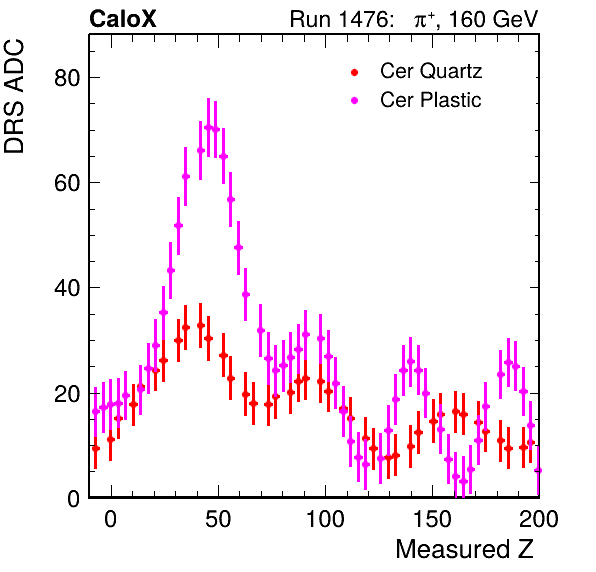 CaloX Run 1476: π⁺, 160 GeV
DRS ADC
Cer Quartz
Cer Plastic
80
60
40
20
0
0 50 100 150 200
Measured Z